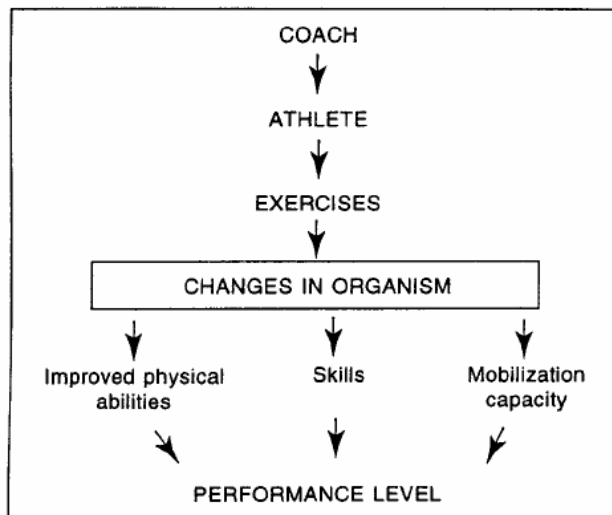 COACH
ATHLETE
EXERCISES
CHANGES IN ORGANISM
Improved physical
abilities
Skills
Mobilization
capacity
PERFORMANCE LEVEL